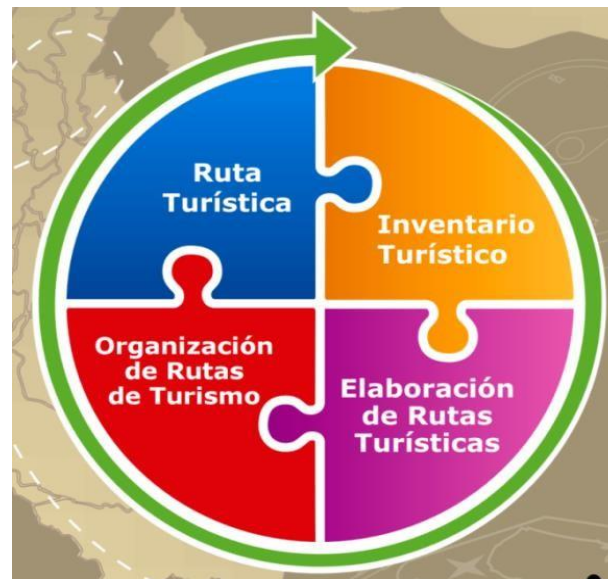 Ruta
Turística
Inventario
Turístico
Organización
de Rutas
de Turismo
Elaboración
de Rutas
Turísticas